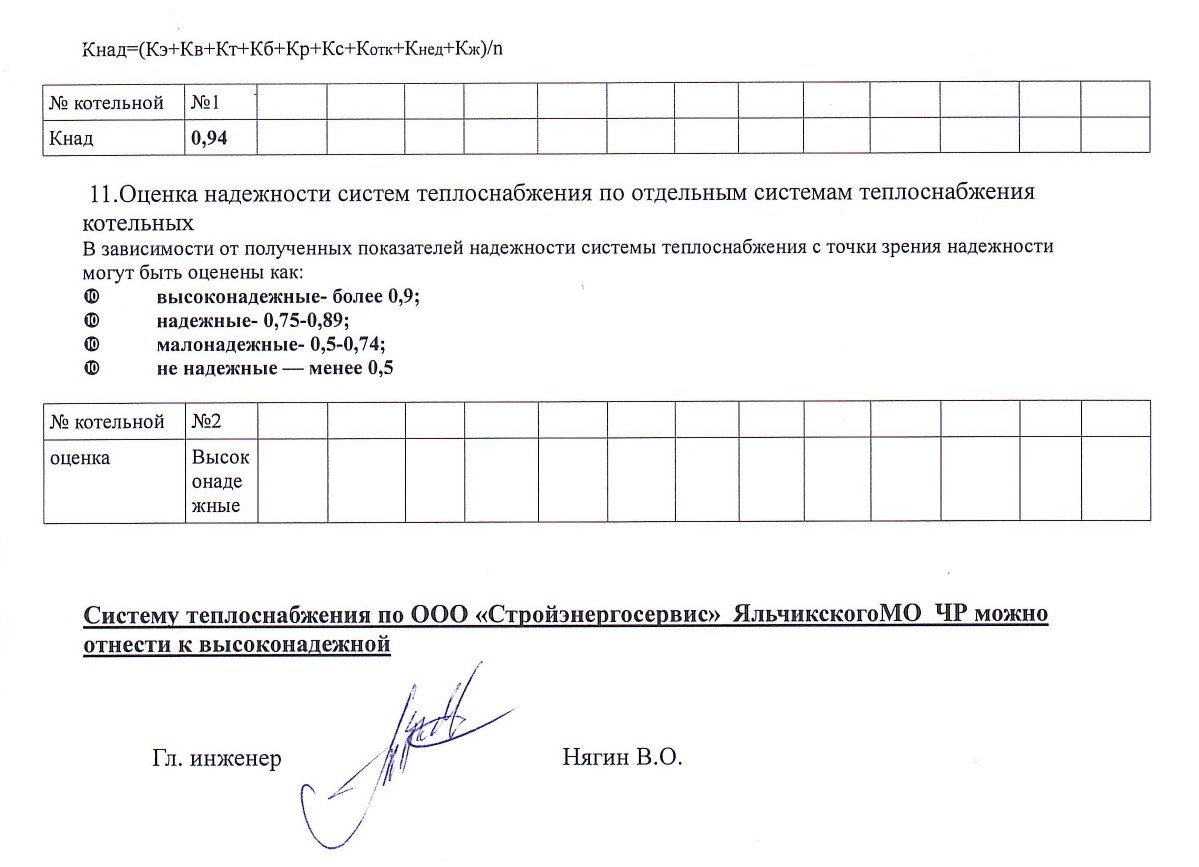 Кнад=(Кэ+Кв+Кт+Кб+Кр+Кс+Котк+Кнед+Кж)/n
№ котельной №1
Кнад 0,94
11.Оценка надежности систем теплоснабжения по отдельным системам теплоснабжения
котельных
В зависимости от полученных показателей надежности системы теплоснабжения с точки зрения надежности
могут быть оценены как:
⓾ высоконадежные- более 0,9;
⓾ надежные- 0,75-0,89;
⓾ малонадежные- 0,5-0,74;
⓾ не надежные — менее 0,5
№ котельной №2
оценка Высок
онаде
жные
Систему теплоснабжения по ООО «Стройэнергосервис» ЯльчикскогоМО ЧР можно
отнести к высоконадежной
Гл. инженер Нягин В.О.